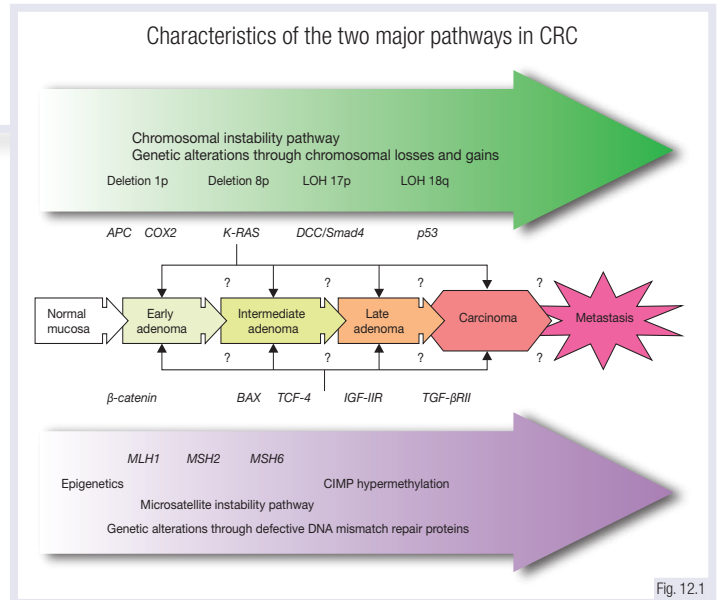 Characteristics of the two major pathways in CRC
Chromosomal instability pathway
Genetic alterations through chromosomal losses and gains
Deletion 1p Deletion 8p LOH 17p LOH 18q
APC COX2 K-RAS DCC/Smad4 p53
? ? ? ?
Normal mucosa
Early adenoma
Intermediate adenoma
Late adenoma
Carcinoma
Metastasis
? ? ? ?
β-catenin BAX TCF-4 IGF-IIR TGF-βRII
MLH1 MSH2 MSH6
Epigenetics CIMP hypermethylation
Microsatellite instability pathway
Genetic alterations through defective DNA mismatch repair proteins
Fig. 12.1